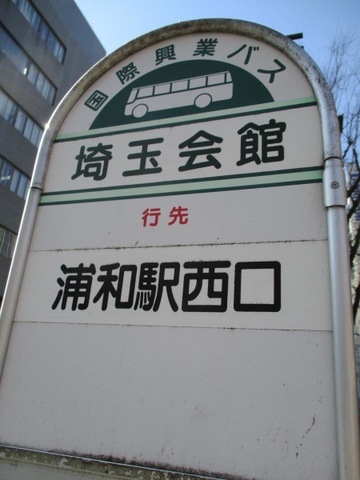 国際興業バス
埼玉会館
行先
浦和駅西口